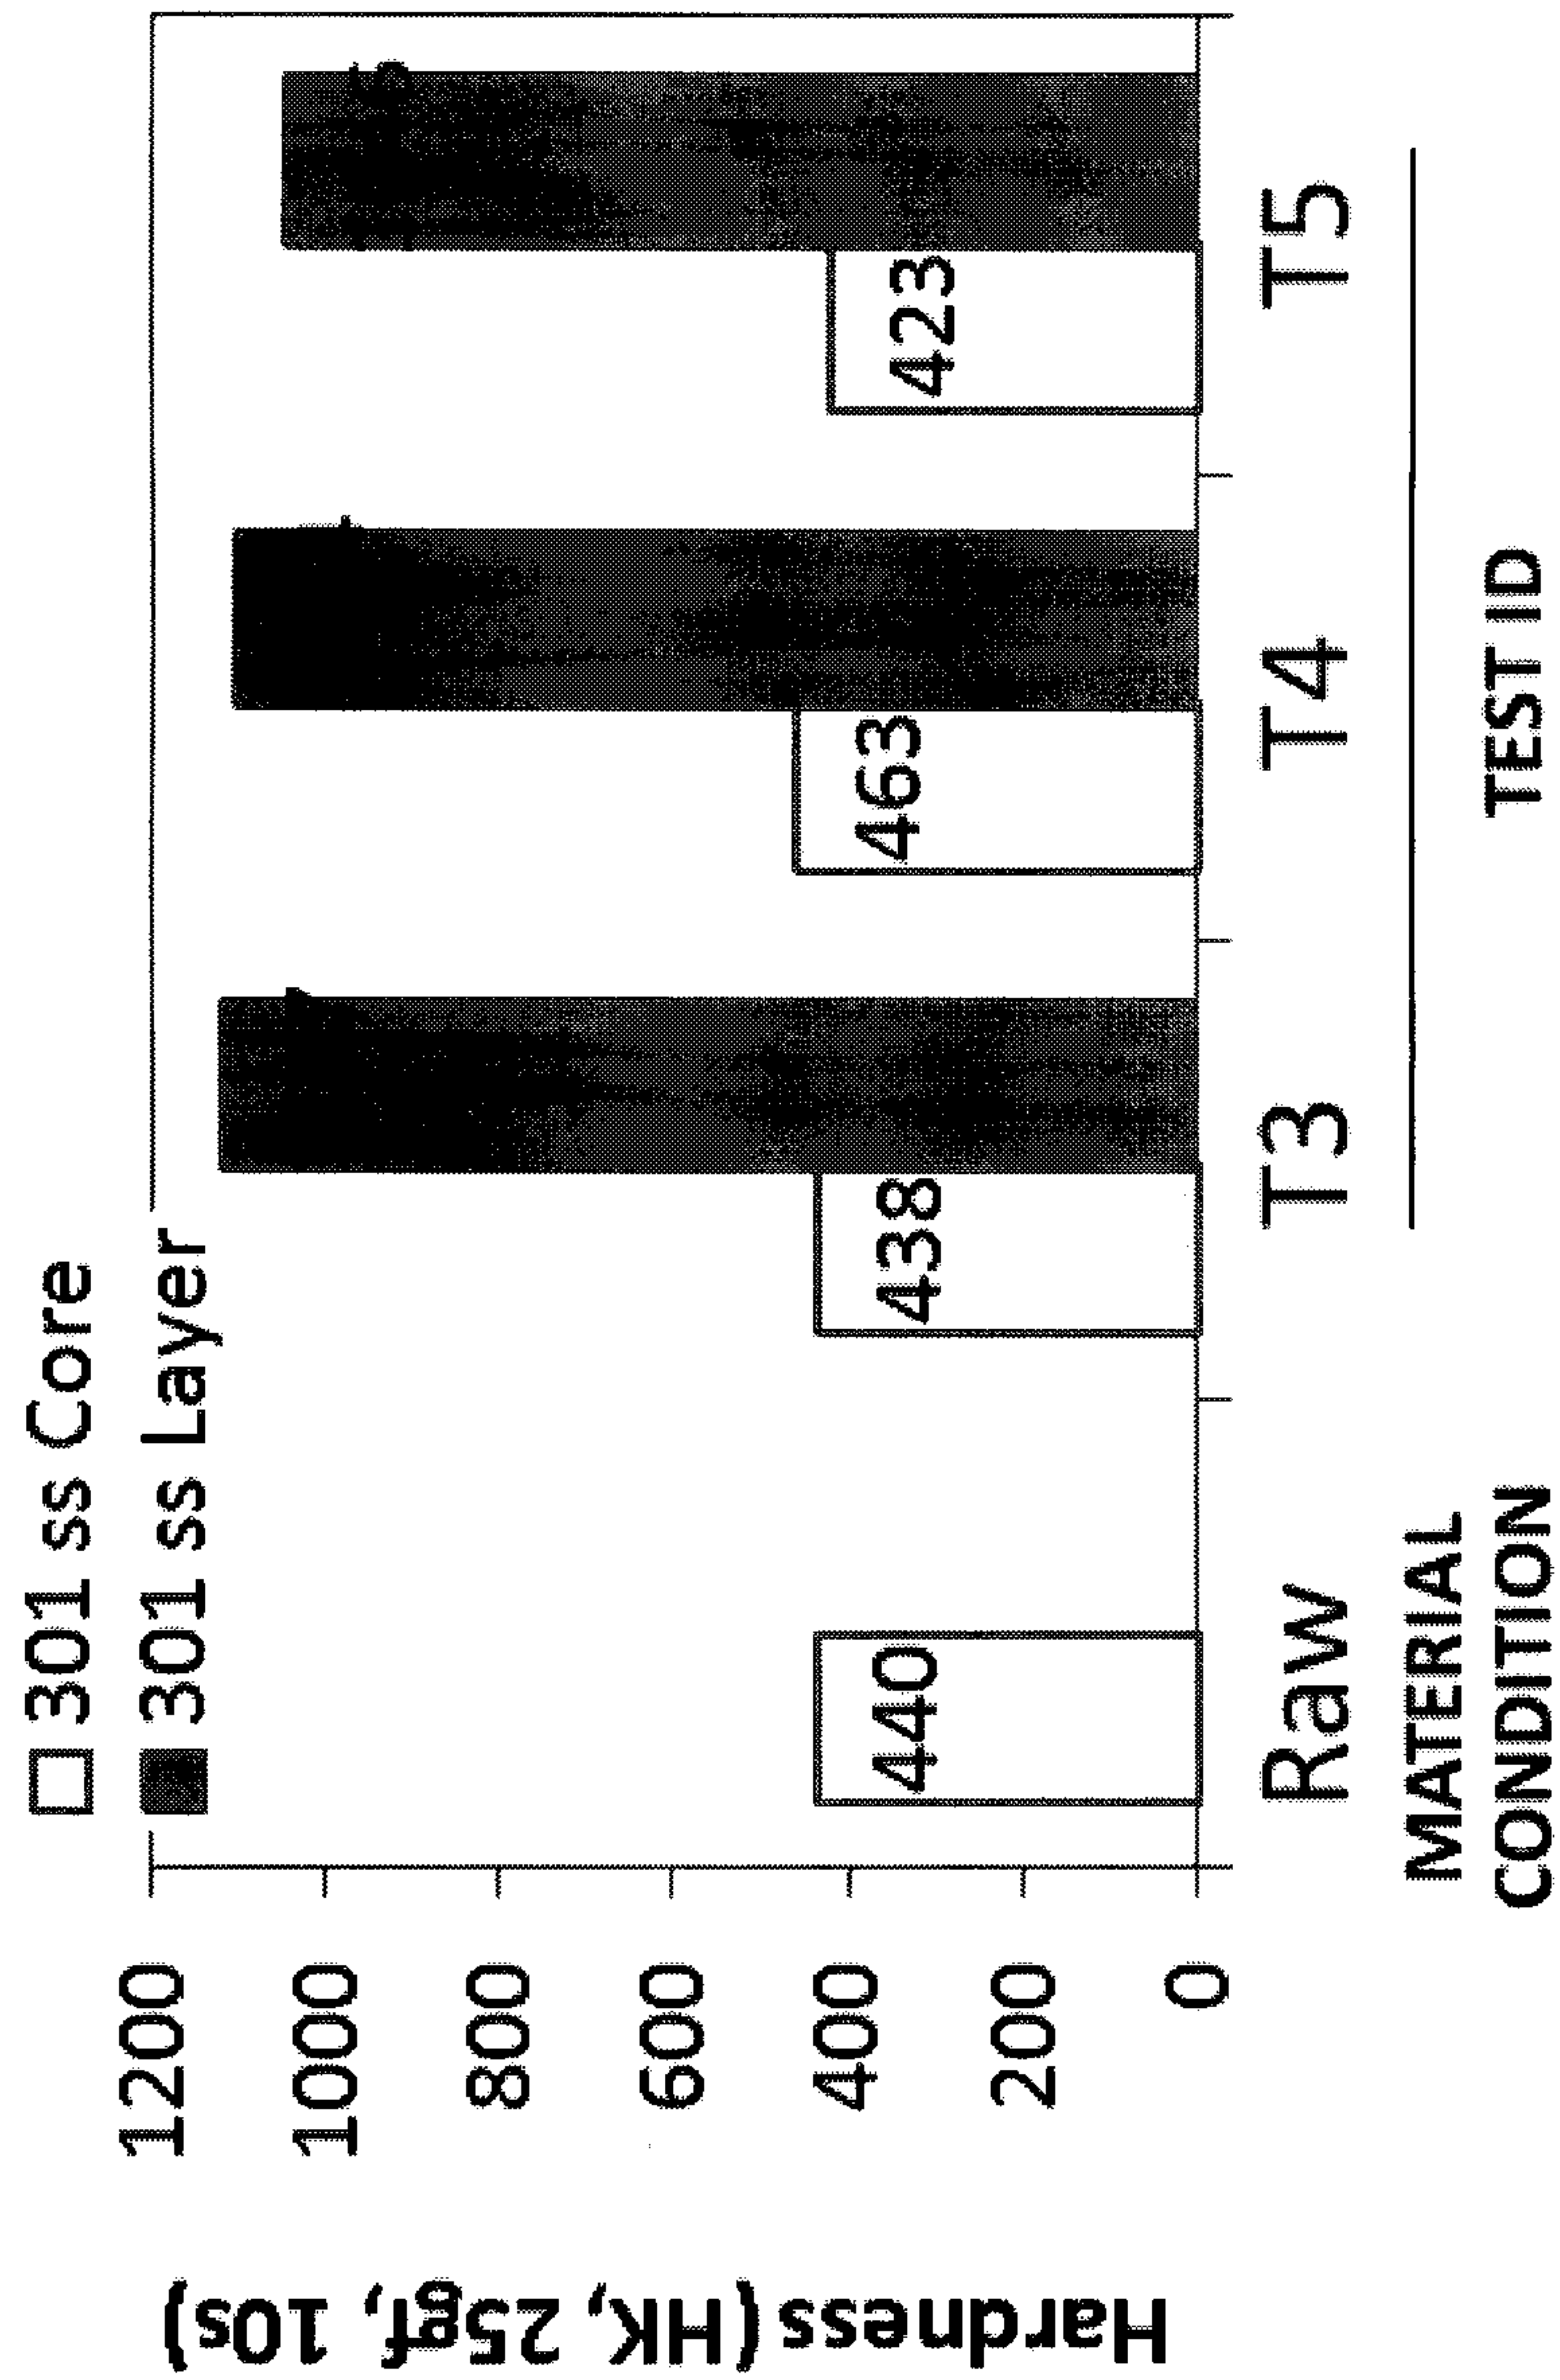 301 ss Core
301 ss Layer
Hardness (HK, 25gf, 10s)
1200
1000
800
600
400
200
0
440
438
463
423
Raw
T3
T4
T5
MATERIAL
CONDITION
TEST ID